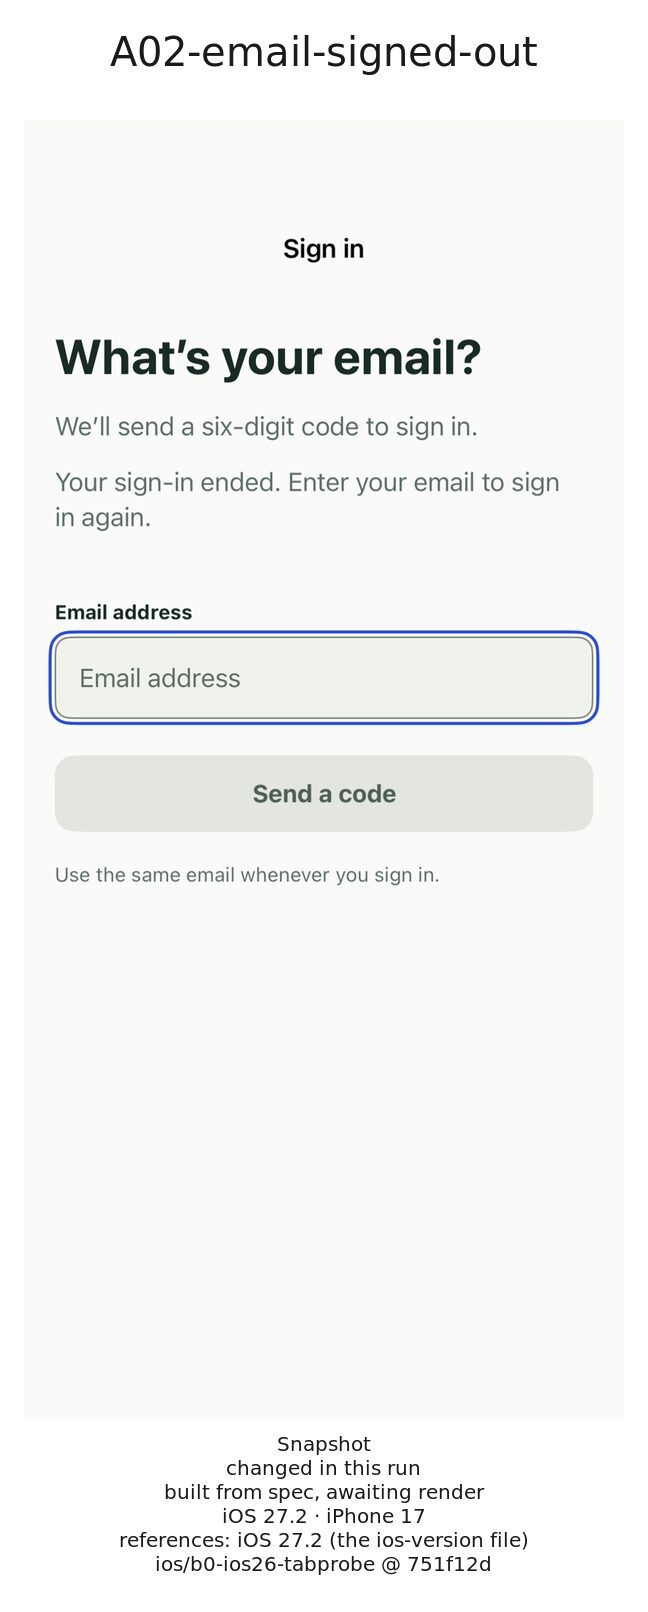 A02-email-signed-out
Sign in
What’s your email?
We’ll send a six-digit code to sign in.
Your sign-in ended. Enter your email to sign
in again.
Email address
Email address
Send a code
Use the same email whenever you sign in.
Snapshot
changed in this run
built from spec, awaiting render
iOS 27.2 · iPhone 17
references: iOS 27.2 (the ios-version file)
ios/b0-ios26-tabprobe @ 751f12d